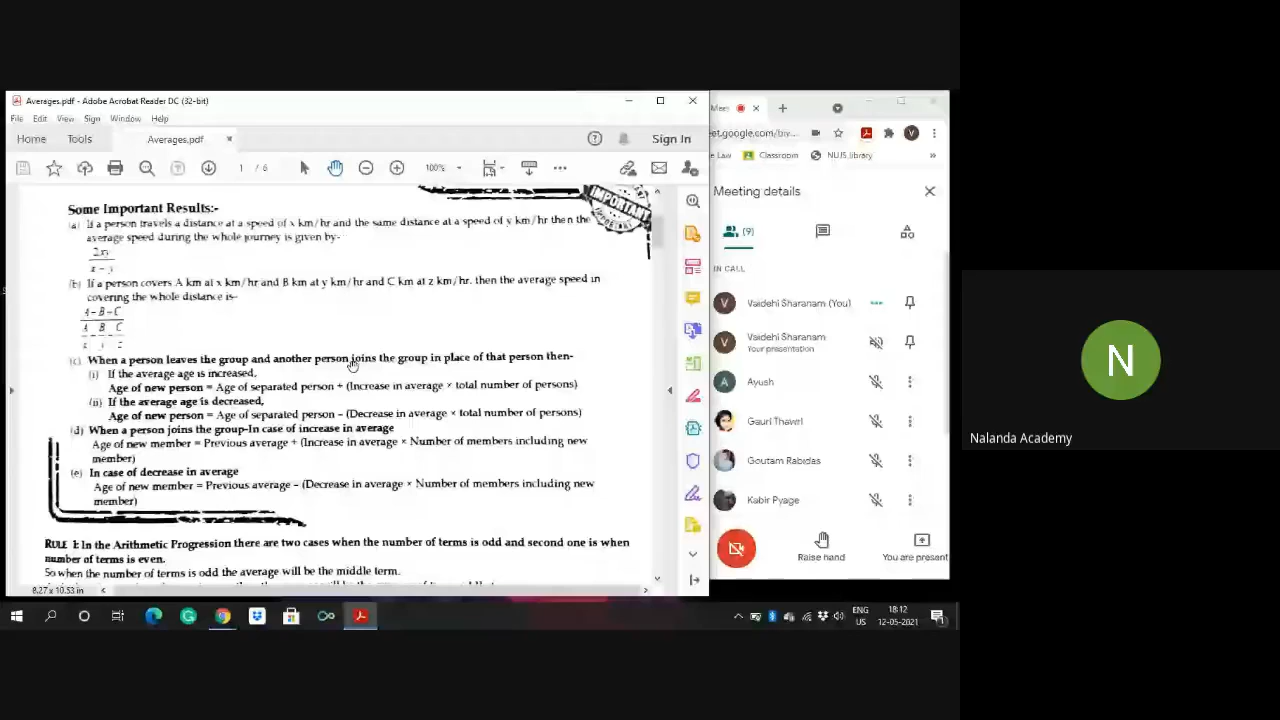 Averages.pdf - Adobe Acrobat Reader DC (32-bit)
File Edit View Sign Window Help
Home Tools Averages.pdf × Sign In
1 / 6 100%
Some Important Results:-
(a) If a person travels a distance at a speed of x km/hr and the same distance at a speed of y km/hr then the
average speed during the whole journey is given by-
(b) If a person covers A km at x km/hr and B km at y km/hr and C km at z km/hr. then the average speed in
covering the whole distance is-
A B C
(c) When a person leaves the group and another person joins the group in place of that person then-
(i) If the average age is increased,
Age of new person = Age of separated person + (Increase in average × total number of persons)
(ii) If the average age is decreased,
Age of new person = Age of separated person - (Decrease in average × total number of persons)
(d) When a person joins the group-In case of increase in average
Age of new member = Previous average + (Increase in average × Number of members including new
member)
(e) In case of decrease in average
Age of new member = Previous average - (Decrease in average × Number of members including new
member)
RULE 1: In the Arithmetic Progression there are two cases when the number of terms is odd and second one is when
number of terms is even.
So when the number of terms is odd the average will be the middle term.
8.27 x 10.53 in
IMPORTANT
Meet
eet.google.com/biv...
e Law Classroom NUJS library »
Meeting details
(9)
IN CALL
Vaidehi Sharanam (You)
Vaidehi Sharanam
Your presentation
Ayush
Gauri Thawri
Goutam Rabidas
Kabir Pyage
Raise hand
You are present
ENG
US
18:12
12-05-2021
N
Nalanda Academy